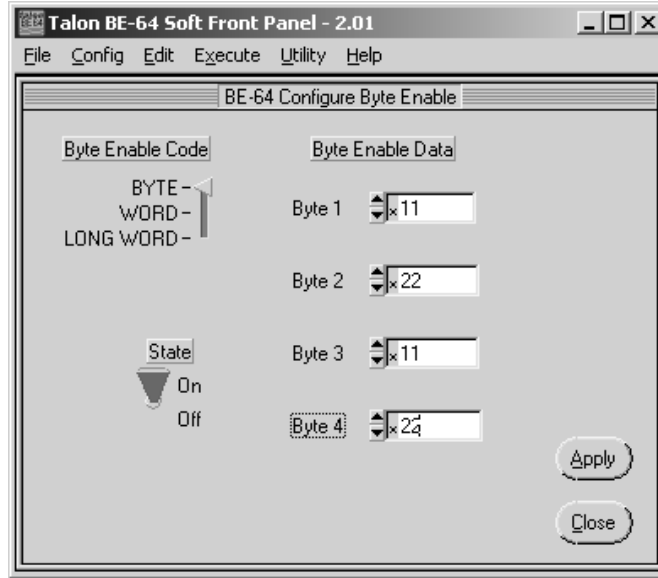 Talon BE-64 Soft Front Panel - 2.01
File Config Edit Execute Utility Help
BE-64 Configure Byte Enable
Byte Enable Code Byte Enable Data
BYTE
WORD
LONG WORD
Byte 1 x 11
Byte 2 x 22
State
On
Off
Byte 3 x 11
Byte 4 x
Apply
Close